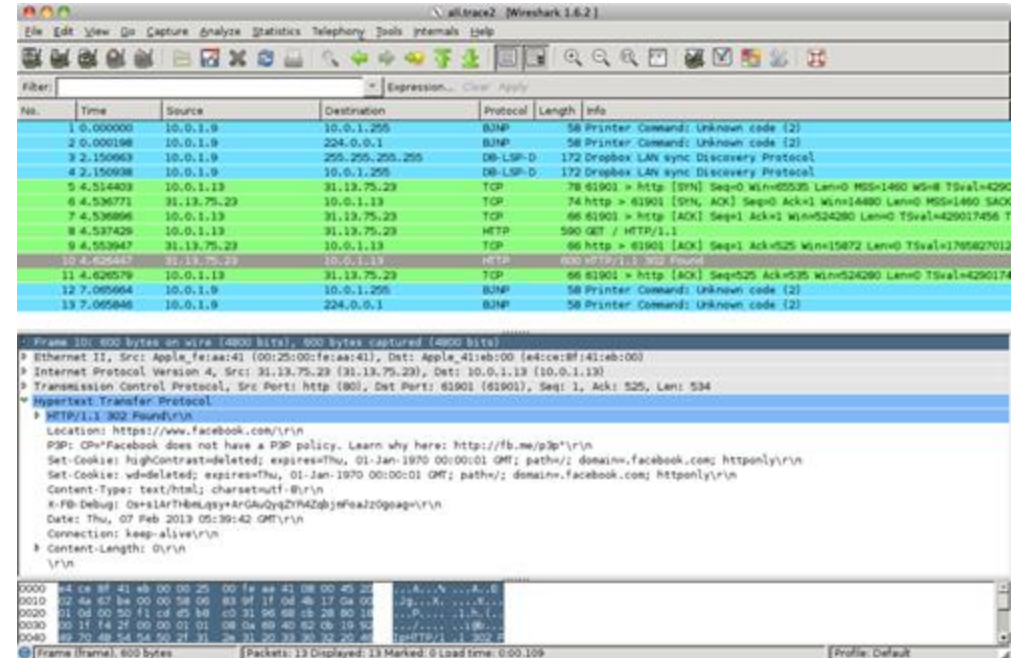 all.trace2 [Wireshark 1.6.2]
File Edit View Go Capture Analyze Statistics Telephony Tools Internals Help
Filter: Expression... Clear Apply
No. Time Source Destination Protocol Length Info
1 0.000000 10.0.1.9 10.0.1.255 BJNP 58 Printer Command: Unknown code (2)
2 0.000198 10.0.1.9 224.0.0.1 BJNP 58 Printer Command: Unknown code (2)
3 2.150663 10.0.1.9 255.255.255.255 DB-LSP-D 172 Dropbox LAN sync Discovery Protocol
4 2.150938 10.0.1.9 10.0.1.255 DB-LSP-D 172 Dropbox LAN sync Discovery Protocol
5 4.514403 10.0.1.13 31.13.75.23 TCP 78 61901 > http [SYN] Seq=0 Win=65535 Len=0 MSS=1460 WS=8 TSval=4290
6 4.536771 31.13.75.23 10.0.1.13 TCP 74 http > 61901 [SYN, ACK] Seq=0 Ack=1 Win=14480 Len=0 MSS=1460 SACK
7 4.536896 10.0.1.13 31.13.75.23 TCP 66 61901 > http [ACK] Seq=1 Ack=1 Win=524280 Len=0 TSval=429017456 T
8 4.537429 10.0.1.13 31.13.75.23 HTTP 590 GET / HTTP/1.1
9 4.553947 31.13.75.23 10.0.1.13 TCP 66 http > 61901 [ACK] Seq=1 Ack=525 Win=15872 Len=0 TSval=1765827012
10 4.626447 31.13.75.23 10.0.1.13 HTTP 600 HTTP/1.1 302 Found
11 4.626579 10.0.1.13 31.13.75.23 TCP 66 61901 > http [ACK] Seq=525 Ack=535 Win=524280 Len=0 TSval=4290174
12 7.065664 10.0.1.9 10.0.1.255 BJNP 58 Printer Command: Unknown code (2)
13 7.065846 10.0.1.9 224.0.0.1 BJNP 58 Printer Command: Unknown code (2)
Frame 10: 600 bytes on wire (4800 bits), 600 bytes captured (4800 bits)
Ethernet II, Src: Apple_fe:aa:41 (00:25:00:fe:aa:41), Dst: Apple_41:eb:00 (e4:ce:8f:41:eb:00)
Internet Protocol Version 4, Src: 31.13.75.23 (31.13.75.23), Dst: 10.0.1.13 (10.0.1.13)
Transmission Control Protocol, Src Port: http (80), Dst Port: 61901 (61901), Seq: 1, Ack: 525, Len: 534
Hypertext Transfer Protocol
HTTP/1.1 302 Found\r\n
Location: https://www.facebook.com/\r\n
P3P: CP="Facebook does not have a P3P policy. Learn why here: http://fb.me/p3p"\r\n
Set-Cookie: highContrast=deleted; expires=Thu, 01-Jan-1970 00:00:01 GMT; path=/; domain=.facebook.com; httponly\r\n
Set-Cookie: wd=deleted; expires=Thu, 01-Jan-1970 00:00:01 GMT; path=/; domain=.facebook.com; httponly\r\n
Content-Type: text/html; charset=utf-8\r\n
X-FB-Debug:
Date: Thu, 07 Feb 2013 05:39:42 GMT\r\n
Connection: keep-alive\r\n
Content-Length: 0\r\n
\r\n
0000 e4 ce 8f 41 eb 00 00 25 00 fe aa 41 08 00 45 20
0010
0020
0030
0040
Frame (frame), 600 bytes Packets: 13 Displayed: 13 Marked: 0 Load time: 0:00.109 Profile: Default